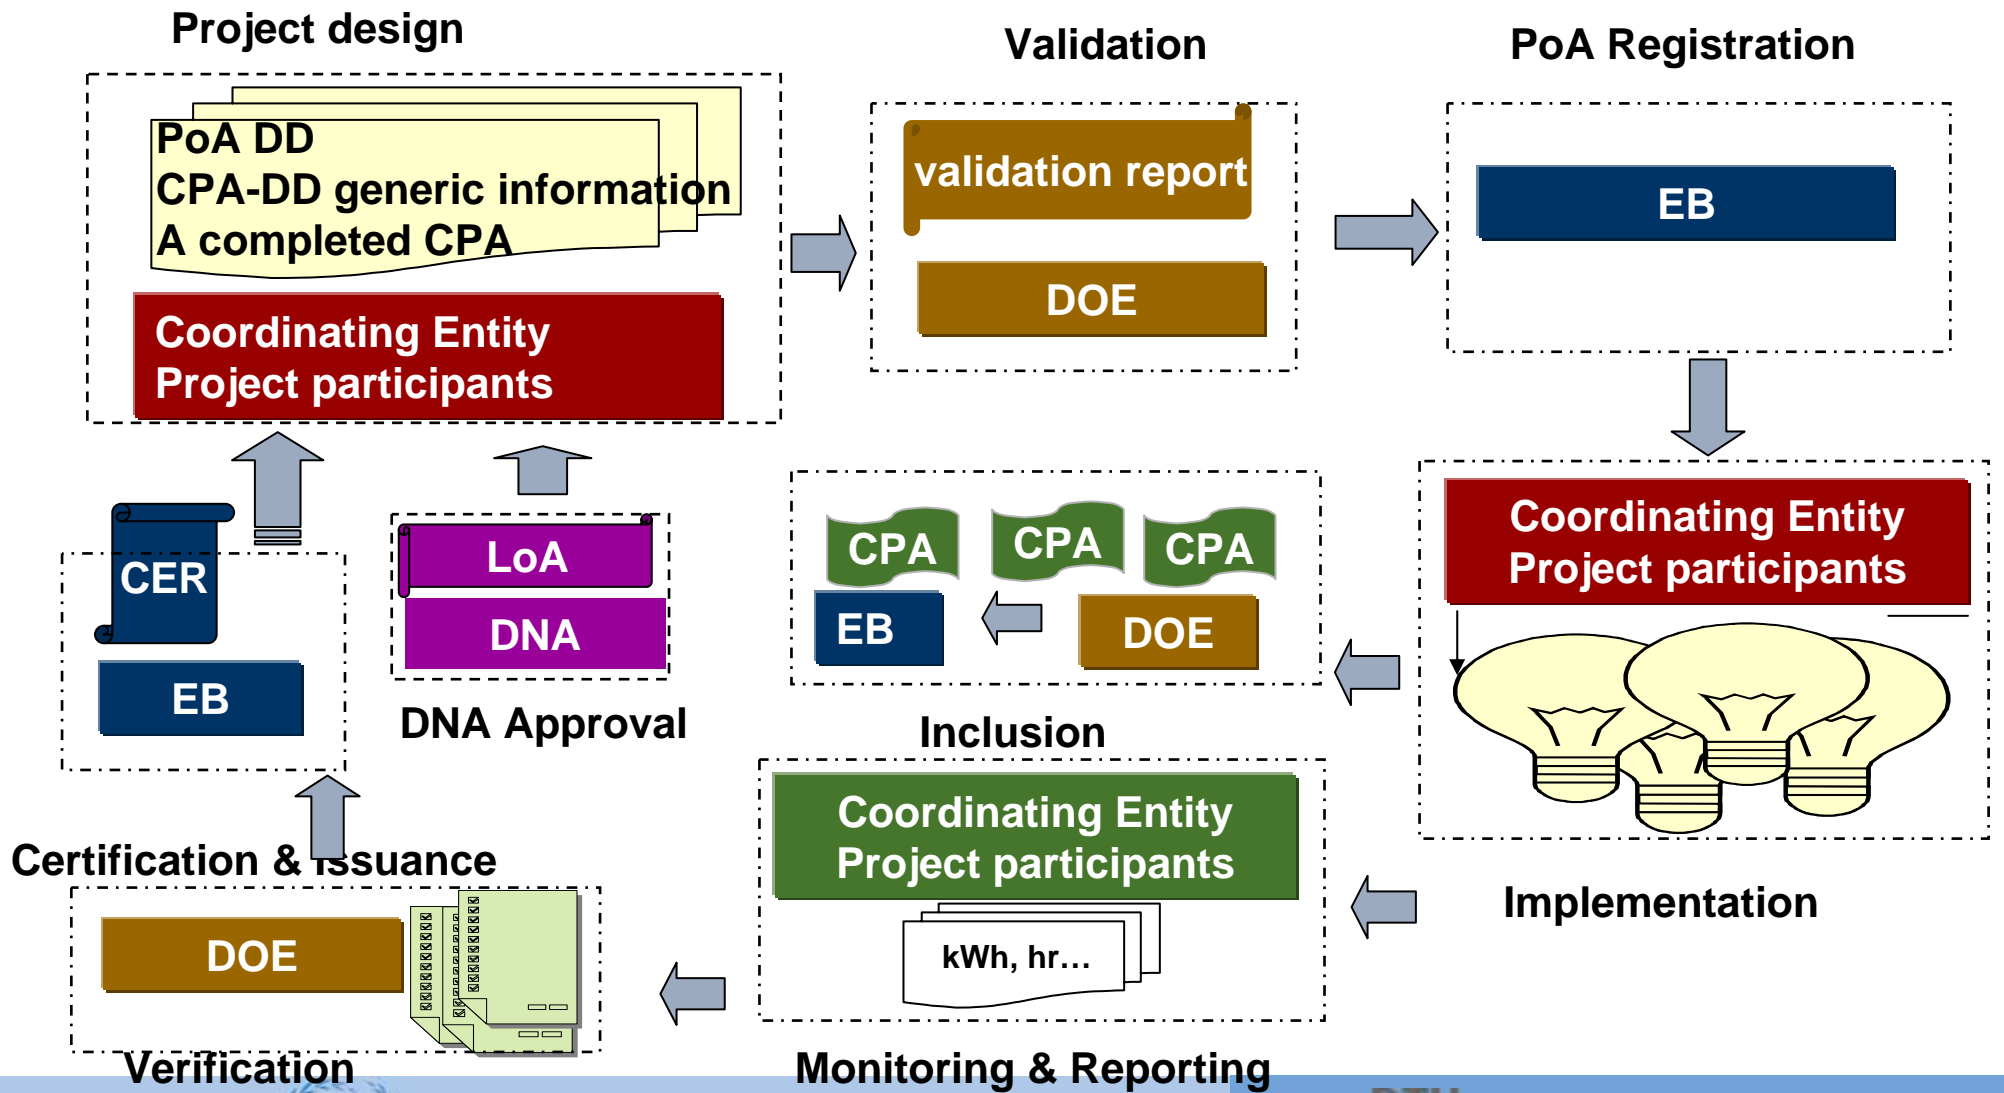 Project design
PoA DD
CPA-DD generic information
A completed CPA
Coordinating Entity
Project participants
Validation
validation report
DOE
PoA Registration
EB
Coordinating Entity
Project participants
Implementation
CPA
CPA
CPA
EB
DOE
Inclusion
LoA
DNA
DNA Approval
CER
EB
Certification & Issuance
Coordinating Entity
Project participants
kWh, hr...
Monitoring & Reporting
DOE
Verification